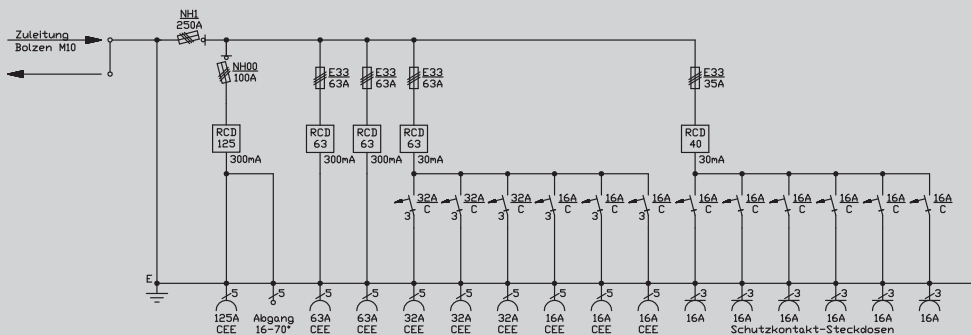 NH1
250A
Zuleitung
Bolzen M10
NH00
100A
E33
63A
E33
63A
E33
63A
E33
35A
RCD
125
300mA
RCD
63
300mA
RCD
63
300mA
RCD
63
30mA
RCD
40
30mA
32A 32A 32A 16A 16A 16A 16A 16A 16A 16A 16A 16A
C C C C C C C C C C C C
3 3 3 3 3 3
E
5 5 5 5 5 5 5 5 5 5 3 3 3 3 3 3
125A Abgang 63A 63A 32A 32A 32A 16A 16A 16A 16A 16A 16A 16A 16A 16A
CEE 16-70° CEE CEE CEE CEE CEE CEE CEE CEE Schutzkontakt-Steckdosen